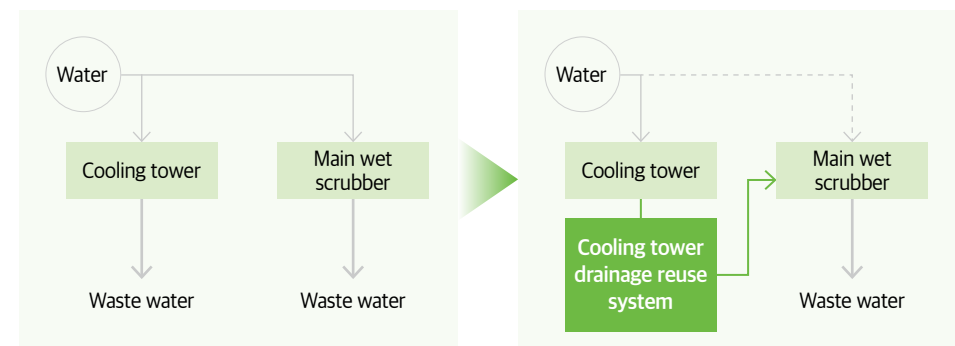 Water
Cooling tower
Main wet
scrubber
Waste water
Waste water
Water
Cooling tower
Main wet
scrubber
Cooling tower
drainage reuse
system
Waste water